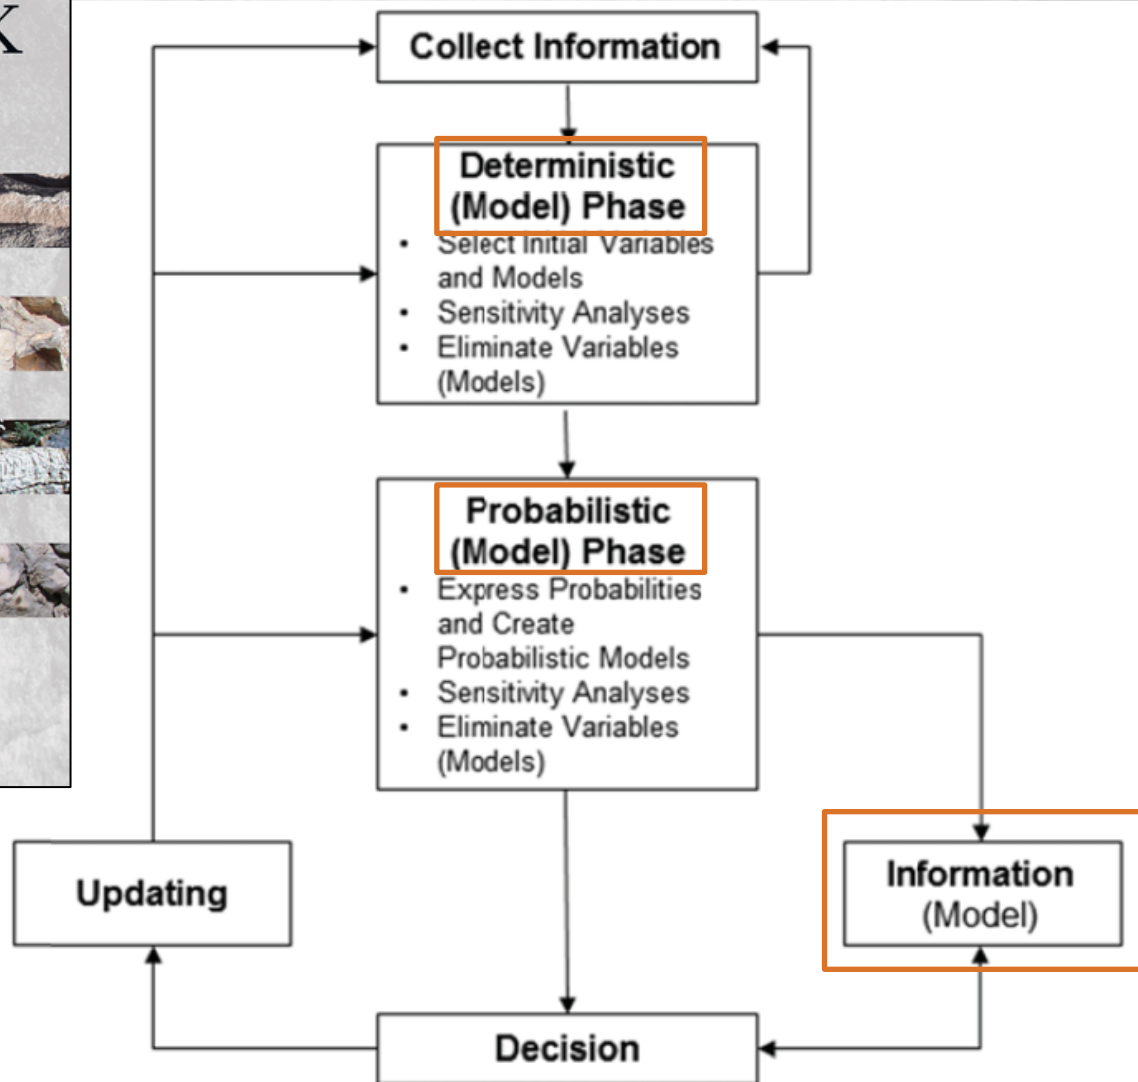 K
Collect Information
Deterministic
(Model) Phase
• Select Initial Variables
and Models
• Sensitivity Analyses
• Eliminate Variables
(Models)
Probabilistic
(Model) Phase
• Express Probabilities
and Create
Probabilistic Models
• Sensitivity Analyses
• Eliminate Variables
(Models)
Updating
Information
(Model)
Decision